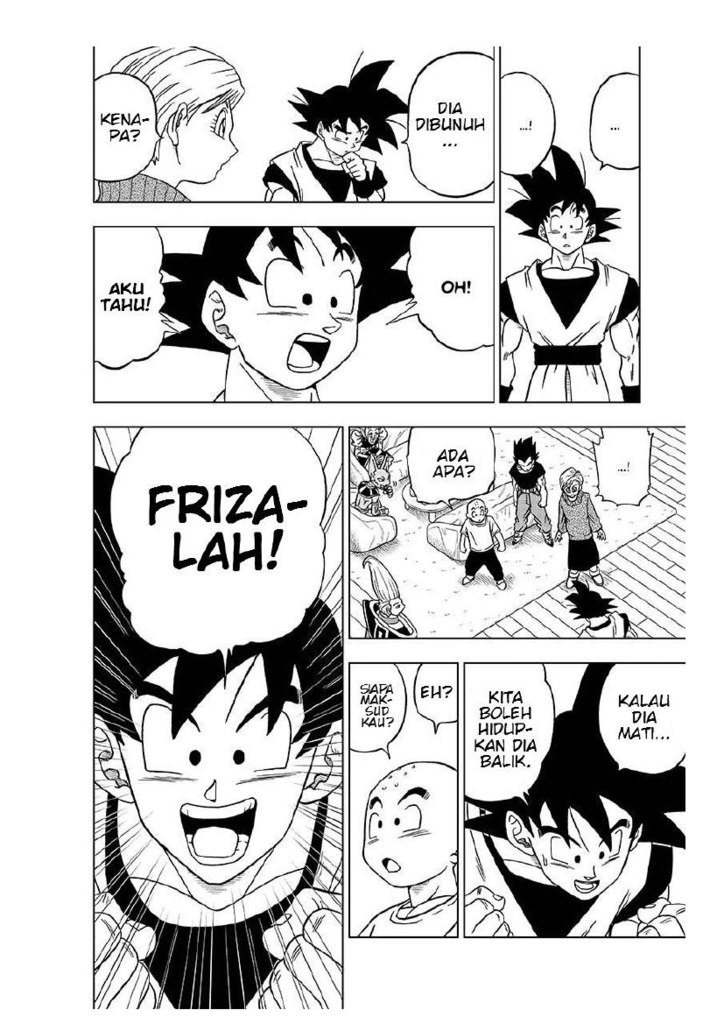 ...
...!
DIA
DIBUNUH
...
KENA-
PA?
OH!
AKU
TAHU!
...!
ADA
APA?
KALAU
DIA
MATI...
KITA
BOLEH
HIDUP-
KAN DIA
BALIK.
EH?
SIAPA
MAK-
SUD
KAU?
FRIZA-
LAH!